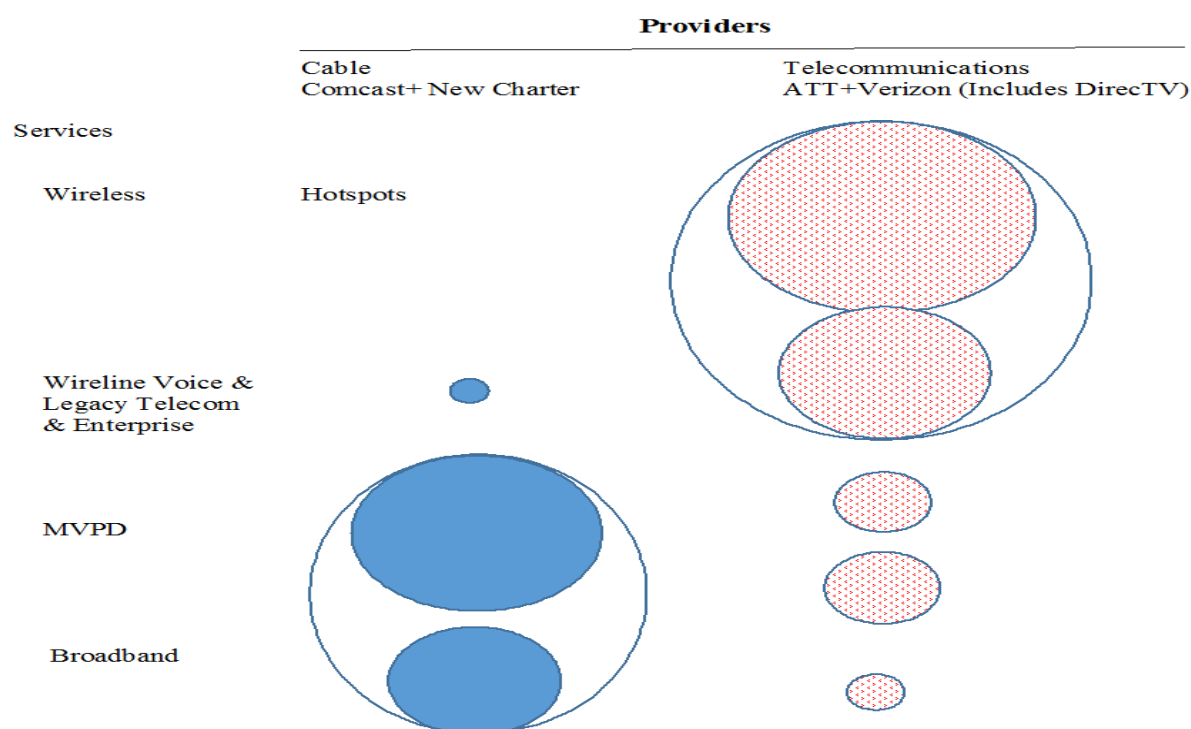 Providers
Cable
Telecommunications
Comcast+ New Charter
ATT+Verizon (Includes DirecTV)
Services
Wireless
Hotspots
Wireline Voice &
Legacy Telecom
& Enterprise
MVPD
Broadband